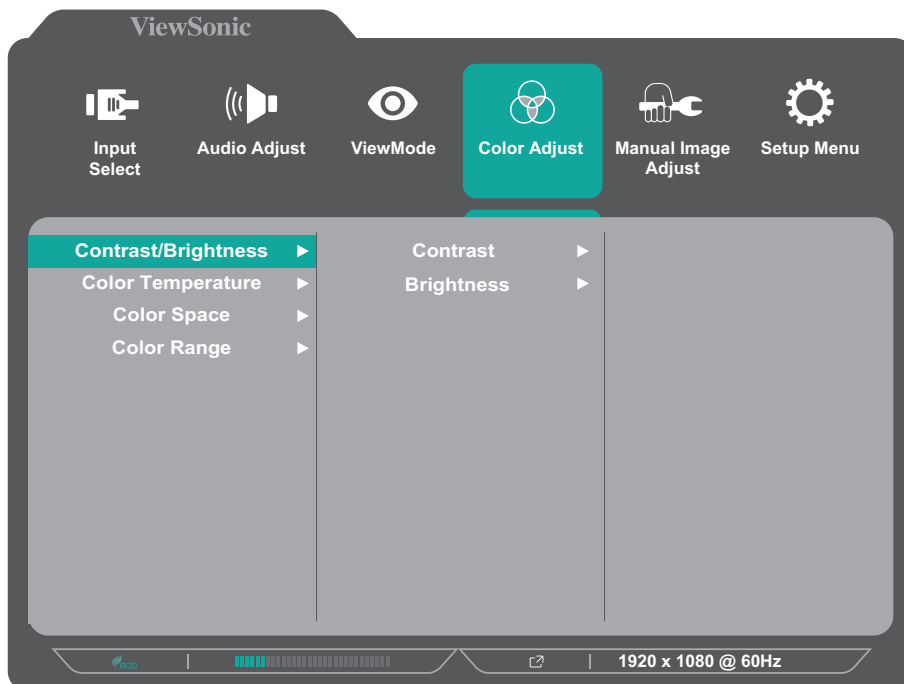 ViewSonic
Input
Select
Audio Adjust
ViewMode
Color Adjust
Manual Image
Adjust
Setup Menu
Contrast/Brightness
Color Temperature
Color Space
Color Range
Contrast
Brightness
eco
1920 x 1080 @ 60Hz